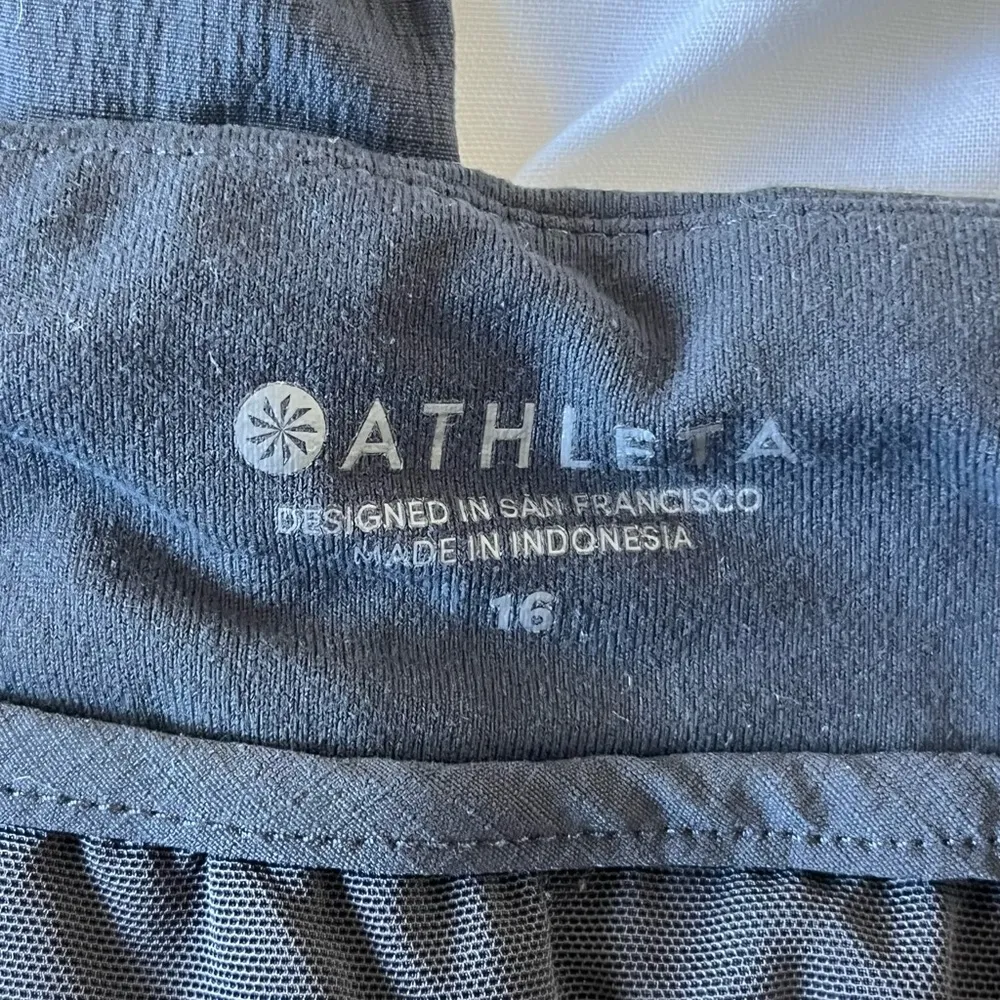 ATHLETA
DESIGNED IN SAN FRANCISCO
MADE IN INDONESIA
16